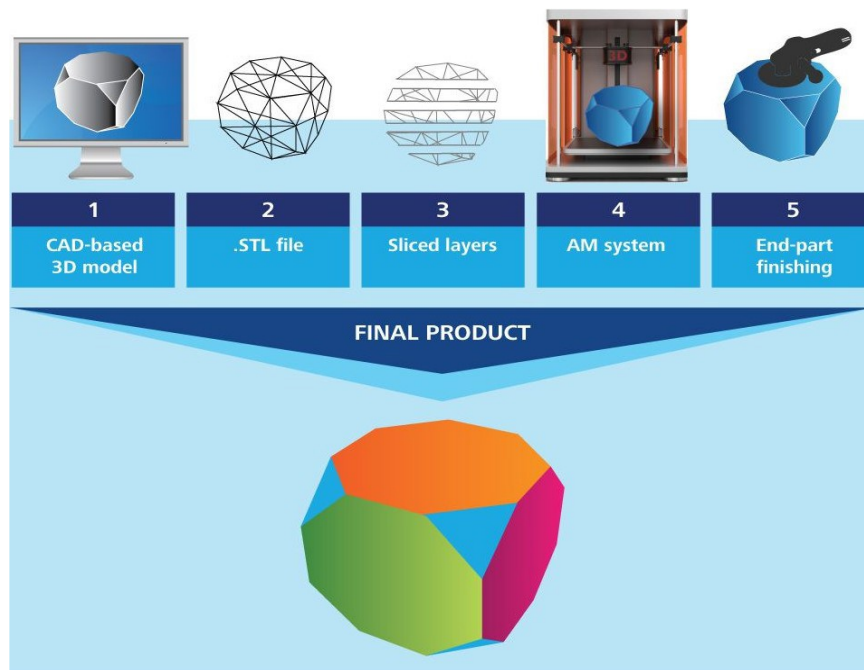 3D
1
CAD-based
3D model
2
.STL file
3
Sliced layers
4
AM system
5
End-part
finishing
FINAL PRODUCT